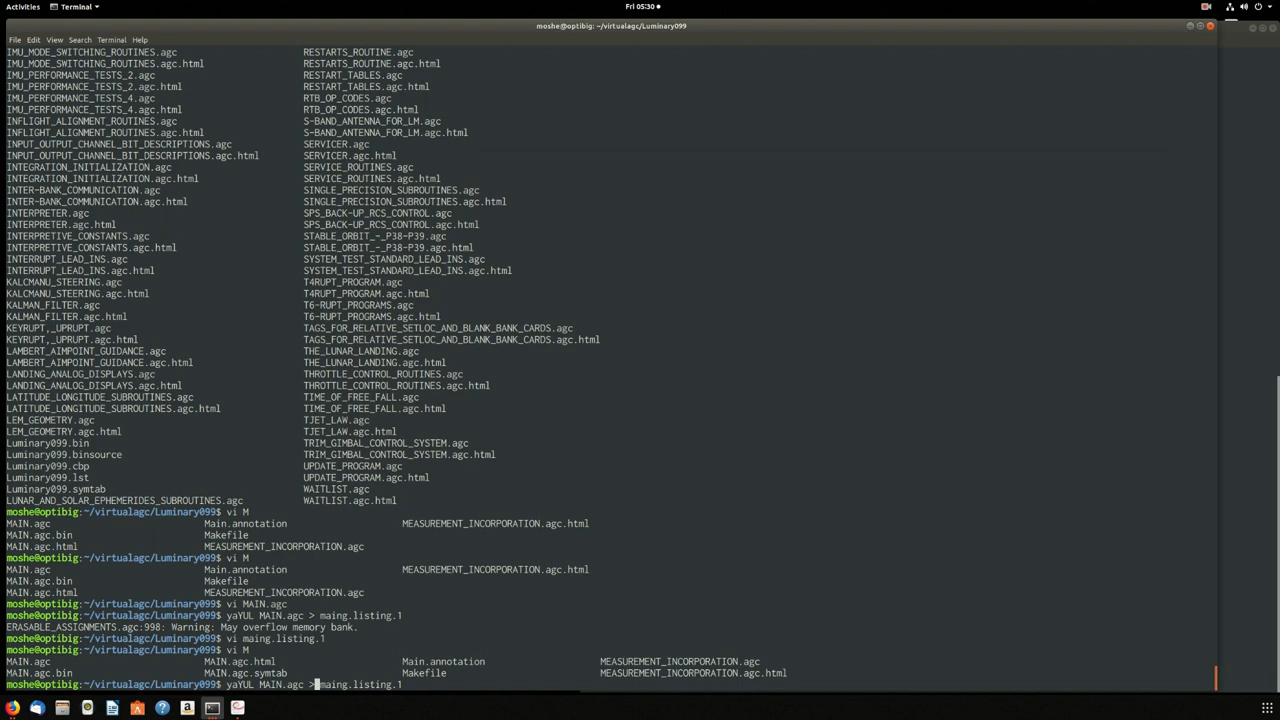 Activities Terminal Fri 05:30
moshe@optibig: ~/virtualagc/Luminary099
File Edit View Search Terminal Help
IMU_MODE_SWITCHING_ROUTINES.agc RESTARTS_ROUTINE.agc
IMU_MODE_SWITCHING_ROUTINES.agc.html RESTARTS_ROUTINE.agc.html
IMU_PERFORMANCE_TESTS_2.agc RESTART_TABLES.agc
IMU_PERFORMANCE_TESTS_2.agc.html RESTART_TABLES.agc.html
IMU_PERFORMANCE_TESTS_4.agc RTB_OP_CODES.agc
IMU_PERFORMANCE_TESTS_4.agc.html RTB_OP_CODES.agc.html
INFLIGHT_ALIGNMENT_ROUTINES.agc S-BAND_ANTENNA_FOR_LM.agc
INFLIGHT_ALIGNMENT_ROUTINES.agc.html S-BAND_ANTENNA_FOR_LM.agc.html
INPUT_OUTPUT_CHANNEL_BIT_DESCRIPTIONS.agc SERVICER.agc
INPUT_OUTPUT_CHANNEL_BIT_DESCRIPTIONS.agc.html SERVICER.agc.html
INTEGRATION_INITIALIZATION.agc SERVICE_ROUTINES.agc
INTEGRATION_INITIALIZATION.agc.html SERVICE_ROUTINES.agc.html
INTER-BANK_COMMUNICATION.agc SINGLE_PRECISION_SUBROUTINES.agc
INTER-BANK_COMMUNICATION.agc.html SINGLE_PRECISION_SUBROUTINES.agc.html
INTERPRETER.agc SPS_BACK-UP_RCS_CONTROL.agc
INTERPRETER.agc.html SPS_BACK-UP_RCS_CONTROL.agc.html
INTERPRETIVE_CONSTANTS.agc STABLE_ORBIT_-_P38-P39.agc
INTERPRETIVE_CONSTANTS.agc.html STABLE_ORBIT_-_P38-P39.agc.html
INTERRUPT_LEAD_INS.agc SYSTEM_TEST_STANDARD_LEAD_INS.agc
INTERRUPT_LEAD_INS.agc.html SYSTEM_TEST_STANDARD_LEAD_INS.agc.html
KALCMANU_STEERING.agc T4RUPT_PROGRAM.agc
KALCMANU_STEERING.agc.html T4RUPT_PROGRAM.agc.html
KALMAN_FILTER.agc T6-RUPT_PROGRAMS.agc
KALMAN_FILTER.agc.html T6-RUPT_PROGRAMS.agc.html
KEYRUPT,_UPRUPT.agc TAGS_FOR_RELATIVE_SETLOC_AND_BLANK_BANK_CARDS.agc
KEYRUPT,_UPRUPT.agc.html TAGS_FOR_RELATIVE_SETLOC_AND_BLANK_BANK_CARDS.agc.html
LAMBERT_AIMPOINT_GUIDANCE.agc THE_LUNAR_LANDING.agc
LAMBERT_AIMPOINT_GUIDANCE.agc.html THE_LUNAR_LANDING.agc.html
LANDING_ANALOG_DISPLAYS.agc THROTTLE_CONTROL_ROUTINES.agc
LANDING_ANALOG_DISPLAYS.agc.html THROTTLE_CONTROL_ROUTINES.agc.html
LATITUDE_LONGITUDE_SUBROUTINES.agc TIME_OF_FREE_FALL.agc
LATITUDE_LONGITUDE_SUBROUTINES.agc.html TIME_OF_FREE_FALL.agc.html
LEM_GEOMETRY.agc TJET_LAW.agc
LEM_GEOMETRY.agc.html TJET_LAW.agc.html
Luminary099.bin TRIM_GIMBAL_CONTROL_SYSTEM.agc
Luminary099.binsource TRIM_GIMBAL_CONTROL_SYSTEM.agc.html
Luminary099.cbp UPDATE_PROGRAM.agc
Luminary099.lst UPDATE_PROGRAM.agc.html
Luminary099.symtab WAITLIST.agc
LUNAR_AND_SOLAR_EPHEMERIDES_SUBROUTINES.agc WAITLIST.agc.html
moshe@optibig:~/virtualagc/Luminary099$ vi M
MAIN.agc Main.annotation MEASUREMENT_INCORPORATION.agc.html
MAIN.agc.bin Makefile
MAIN.agc.html MEASUREMENT_INCORPORATION.agc
moshe@optibig:~/virtualagc/Luminary099$ vi M
MAIN.agc Main.annotation MEASUREMENT_INCORPORATION.agc.html
MAIN.agc.bin Makefile
MAIN.agc.html MEASUREMENT_INCORPORATION.agc
moshe@optibig:~/virtualagc/Luminary099$ vi MAIN.agc
moshe@optibig:~/virtualagc/Luminary099$ yaYUL MAIN.agc > maing.listing.1
ERASABLE_ASSIGNMENTS.agc:998: Warning: May overflow memory bank.
moshe@optibig:~/virtualagc/Luminary099$ vi maing.listing.1
moshe@optibig:~/virtualagc/Luminary099$ vi M
MAIN.agc MAIN.agc.html Main.annotation MEASUREMENT_INCORPORATION.agc
MAIN.agc.bin MAIN.agc.symtab Makefile MEASUREMENT_INCORPORATION.agc.html
moshe@optibig:~/virtualagc/Luminary099$ yaYUL MAIN.agc > maing.listing.1